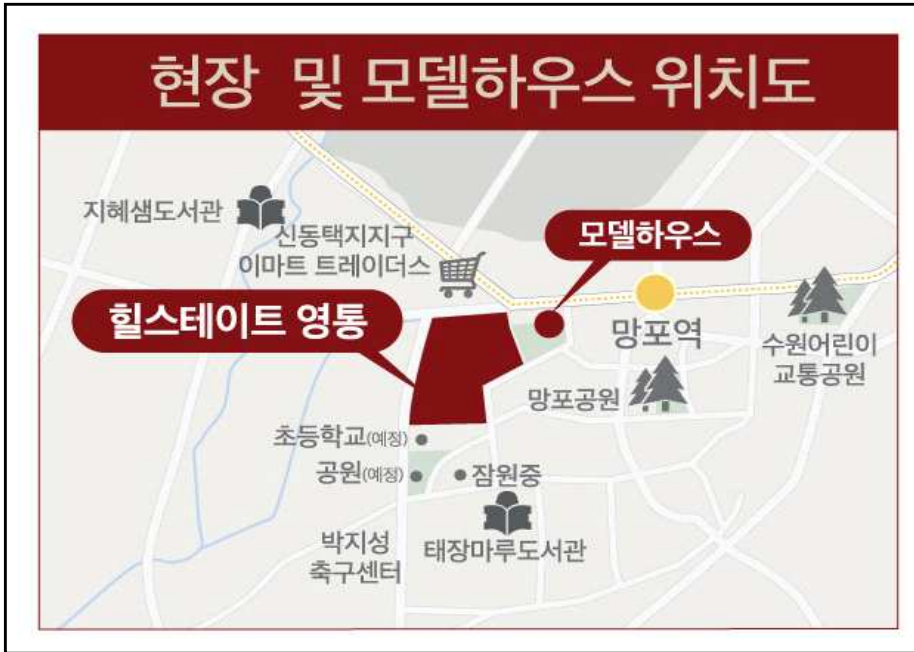 현장 및 모델하우스 위치도
지혜샘도서관
신동택지지구
이마트 트레이더스
모델하우스
힐스테이트 영통
망포역
수원어린이
교통공원
망포공원
초등학교(예정)
공원(예정)
잠원중
박지성
축구센터
태장마루도서관